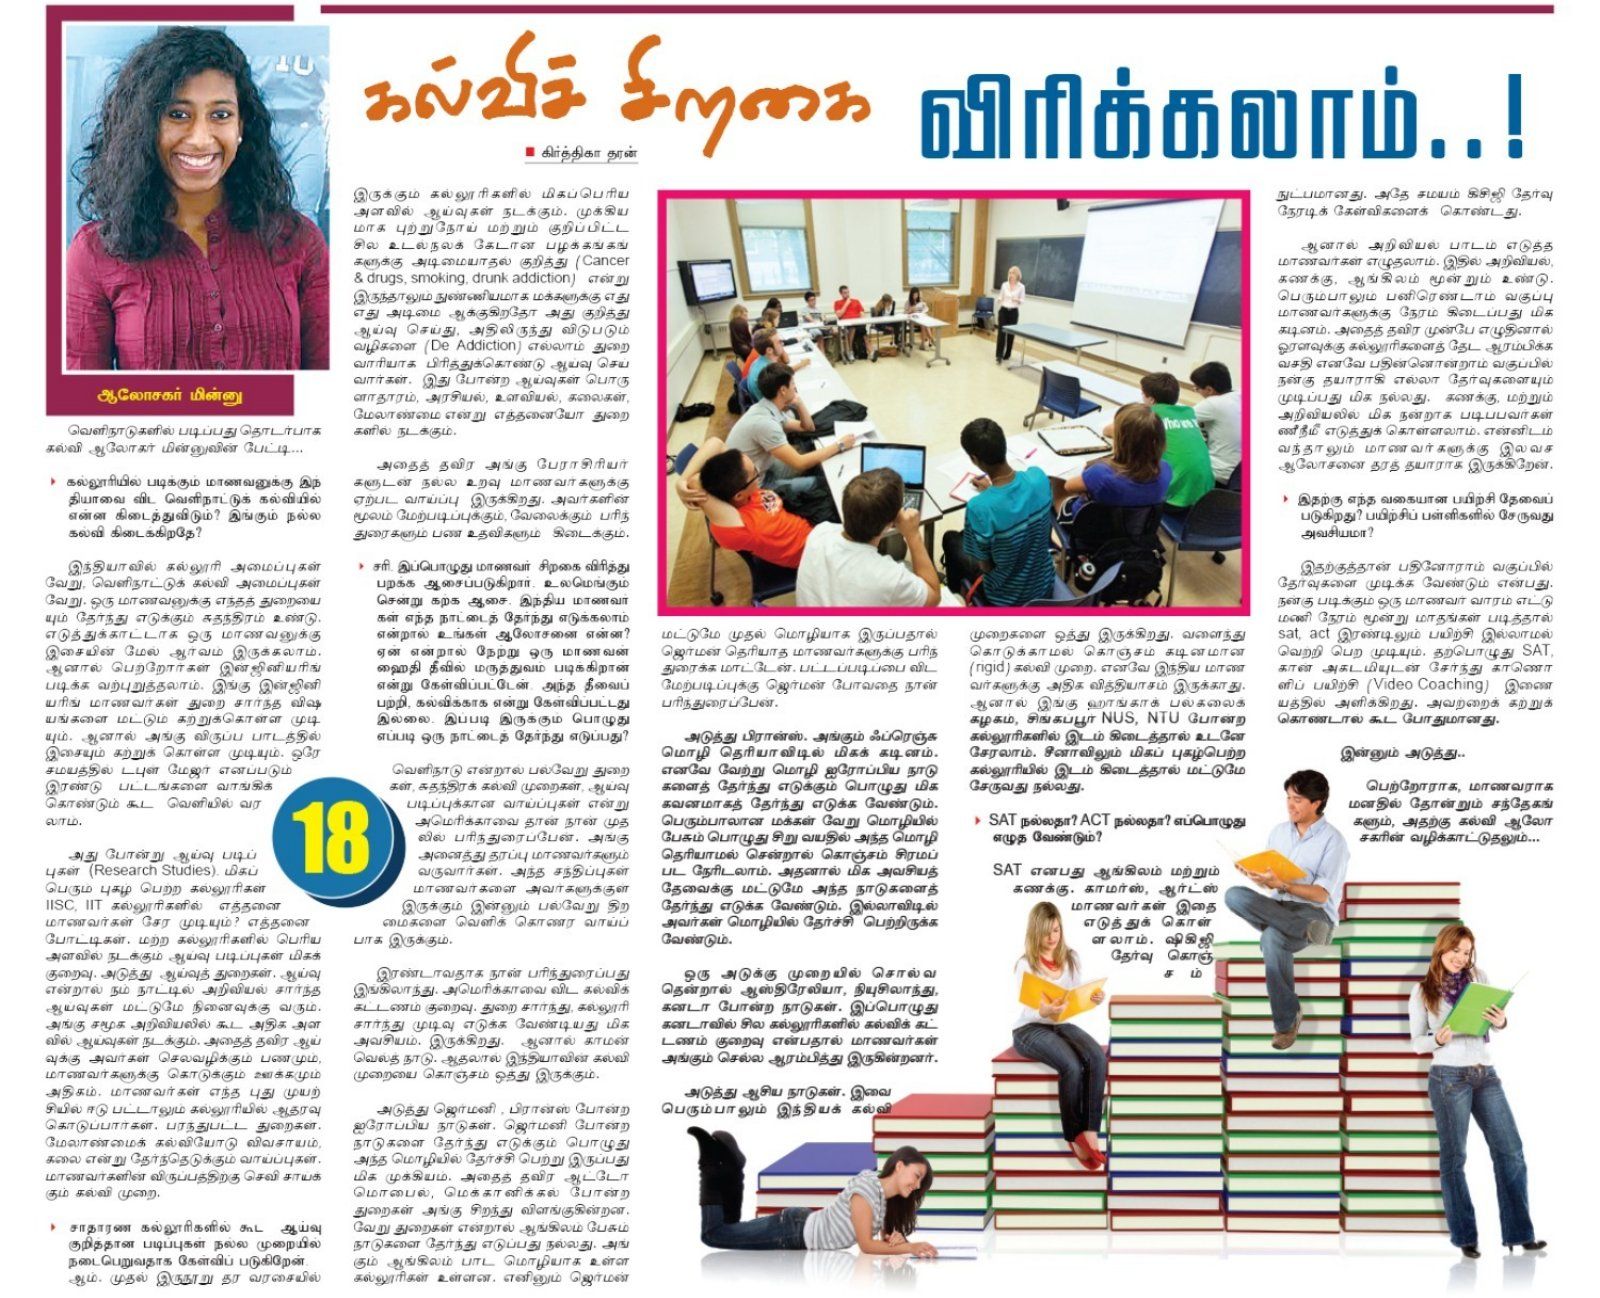 கல்விச் சிறகை விரிக்கலாம்..!
கிர்த்திகா தரன்
ஆலோசகர் மின்னு
வெளிநாடுகளில் படிப்பது தொடர்பாக
கல்வி ஆலோகர் மின்னுவின் பேட்டி...
கல்லூரியில் படிக்கும் மாணவனுக்கு இந்
தியாவை விட வெளிநாட்டுக் கல்வியில்
என்ன கிடைத்துவிடும்? இங்கும் நல்ல
கல்வி கிடைக்கிறதே?
இந்தியாவில் கல்லூரி அமைப்புகள்
வேறு, வெளிநாட்டுக் கல்வி அமைப்புகள்
வேறு. ஒரு மாணவனுக்கு எந்தத் துறையை
யும் தேர்ந்து எடுக்கும் சுதந்திரம் உண்டு.
எடுத்துக்காட்டாக ஒரு மாணவனுக்கு
இசையின் மேல் ஆர்வம் இருக்கலாம்.
ஆனால் பெற்றோர்கள் இன்ஜினியரிங்
படிக்க வற்புறுத்தலாம். இங்கு இன்ஜினி
யரிங் மாணவர்கள் துறை சார்ந்த விஷ
யங்களை மட்டும் கற்றுக்கொள்ள முடி
யும். ஆனால் அங்கு விருப்ப பாடத்தில்
இசையும் கற்றுக் கொள்ள முடியும். ஒரே
சமயத்தில் டபுள் மேஜர் எனப்படும்
இரண்டு பட்டங்களை வாங்கிக்
கொண்டும் கூட வெளியில் வர
லாம்.
அது போன்று ஆய்வு படிப்
புகள் (Research Studies). மிகப்
பெரும் புகழ் பெற்ற கல்லூரிகள்
IISC, IIT கல்லூரிகளில் எத்தனை
மாணவர்கள் சேர முடியும்? எத்தனை
போட்டிகள். மற்ற கல்லூரிகளில் பெரிய
அளவில் நடக்கும் ஆய்வு படிப்புகள் மிகக்
குறைவு. அடுத்து ஆய்வுத் துறைகள். ஆய்வு
என்றால் நம் நாட்டில் அறிவியல் சார்ந்த
ஆய்வுகள் மட்டுமே நினைவுக்கு வரும்.
அங்கு சமூக அறிவியலில் கூட அதிக அள
வில் ஆய்வுகள் நடக்கும். அதைத் தவிர ஆய்
வுக்கு அவர்கள் செலவழிக்கும் பணமும்,
மாணவர்களுக்கு கொடுக்கும் ஊக்கமும்
அதிகம். மாணவர்கள் எந்த புது முயற்
சியில் ஈடு பட்டாலும் கல்லூரியில் ஆதரவு
கொடுப்பார்கள். பரந்துபட்ட துறைகள்.
மேலாண்மைக் கல்வியோடு விவசாயம்,
கலை என்று தேர்ந்தெடுக்கும் வாய்ப்புகள்.
மாணவர்களின் விருப்பத்திற்கு செவி சாயக்
கும் கல்வி முறை.
சாதாரண கல்லூரிகளில் கூட ஆய்வு
குறித்தான படிப்புகள் நல்ல முறையில்
நடைபெறுவதாக கேள்விப் படுகிறேன்.
ஆம். முதல் இருநூறு தர வரசையில்
இருக்கும் கல்லூரிகளில் மிகப்பெரிய
அளவில் ஆய்வுகள் நடக்கும். முக்கிய
மாக புற்றுநோய் மற்றும் குறிப்பிட்ட
சில உடல்நலக் கேடான பழக்கங்கங்
களுக்கு அடிமையாதல் குறித்து (Cancer
& drugs, smoking, drunk addiction) என்று
இருந்தாலும் நுண்ணியமாக மக்களுக்கு எது
எது அடிமை ஆக்குகிறதோ அது குறித்து
ஆய்வு செய்து, அதிலிருந்து விடுபடும்
வழிகளை (De Addiction) எல்லாம் துறை
வாரியாக பிரித்துக்கொண்டு ஆய்வு செய
வார்கள். இது போன்ற ஆய்வுகள் பொரு
ளாதாரம், அரசியல், உளவியல், கலைகள்,
மேலாண்மை என்று எத்தனையோ துறை
களில் நடக்கும்.
அதைத் தவிர அங்கு பேராசிரியர்
களுடன் நல்ல உறவு மாணவர்களுக்கு
ஏற்பட வாய்ப்பு இருக்கிறது. அவர்களின்
மூலம் மேற்படிப்புக்கும், வேலைக்கும் பரிந்
துரைகளும் பண உதவிகளும் கிடைக்கும்.
சரி. இப்பொழுது மாணவர் சிறகை விரித்து
பறக்க ஆசைப்படுகிறார். உலமெங்கும்
சென்று கற்க ஆசை. இந்திய மாணவர்
கள் எந்த நாட்டைத் தேர்ந்து எடுக்கலாம்
என்றால் உங்கள் ஆலோசனை என்ன?
ஏன் என்றால் நேற்று ஒரு மாணவன்
ஹைதி தீவில் மருத்துவம் படிக்கிறான்
என்று கேள்விப்பட்டேன். அந்த தீவைப்
பற்றி, கல்விக்காக என்று கேள்விபபட்டது
இல்லை. இப்படி இருக்கும் பொழுது
எப்படி ஒரு நாட்டைத் தேர்ந்து எடுப்பது?
வெளிநாடு என்றால் பல்வேறு துறை
கள், சுதந்திரக் கல்வி முறைகள், ஆய்வு
படிப்புக்கான வாய்ப்புகள் என்று
அமெரிக்காவை தான் நான் முத
லில் பரிந்துரைப்பேன். அங்கு
அனைத்து தரப்பு மாணவர்களும்
வருவார்கள். அந்த சந்திப்புகள்
மாணவர்களை அவர்களுக்குள்
இருக்கும் இன்னும் பல்வேறு திற
மைகளை வெளிக் கொணர வாய்ப்
பாக இருக்கும்.
இரண்டாவதாக நான் பரிந்துரைப்பது
இங்கிலாந்து. அமெரிக்காவை விட கல்விக்
கட்டணம் குறைவு. துறை சார்ந்து, கல்லூரி
சார்ந்து முடிவு எடுக்க வேண்டியது மிக
அவசியம். இருக்கிறது. ஆனால் காமன்
வெல்த் நாடு. ஆதலால் இந்தியாவின் கல்வி
முறையை கொஞ்சம் ஒத்து இருக்கும்.
அடுத்து ஜெர்மனி , பிரான்ஸ் போன்ற
ஐரோப்பிய நாடுகள். ஜெர்மனி போன்ற
நாடுகளை தேர்ந்து எடுக்கும் பொழுது
அந்த மொழியில் தேர்ச்சி பெற்று இருப்பது
மிக முக்கியம். அதைத் தவிர ஆட்டோ
மொபைல், மெக்கானிக்கல் போன்ற
துறைகள் அங்கு சிறந்து விளங்குகின்றன.
வேறு துறைகள் என்றால் ஆங்கிலம் பேசும்
நாடுகளை தேர்ந்து எடுப்பது நல்லது. அங்
கும் ஆங்கிலம் பாட மொழியாக உள்ள
கல்லூரிகள் உள்ளன. எனினும் ஜெர்மன்
18
மட்டுமே முதல் மொழியாக இருப்பதால்
ஜெர்மன் தெரியாத மாணவர்களுக்கு பரிந்
துரைக்க மாட்டேன். பட்டப்படிப்பை விட
மேற்படிப்புக்கு ஜெர்மன் போவதை நான்
பரிந்துரைப்பேன்.
அடுத்து பிரான்ஸ். அங்கும் ஃப்ரெஞ்சு
மொழி தெரியாவிடில் மிகக் கடினம்.
எனவே வேற்று மொழி ஐரோப்பிய நாடு
களைத் தேர்ந்து எடுக்கும் பொழுது மிக
கவனமாகத் தேர்ந்து எடுக்க வேண்டும்.
பெரும்பாலான மக்கள் வேறு மொழியில்
பேசும் பொழுது சிறு வயதில் அந்த மொழி
தெரியாமல் சென்றால் கொஞ்சம் சிரமப்
பட நேரிடலாம். அதனால் மிக அவசியத்
தேவைக்கு மட்டுமே அந்த நாடுகளைத்
தேர்ந்து எடுக்க வேண்டும். இல்லாவிடில்
அவர்கள் மொழியில் தேர்ச்சி பெற்றிருக்க
வேண்டும்.
ஒரு அடுக்கு முறையில் சொல்வ
தென்றால் ஆஸ்திரேலியா, நியுசிலாந்து,
கனடா போன்ற நாடுகள். இப்பொழுது
கனடாவில் சில கல்லூரிகளில் கல்விக் கட்
டணம் குறைவு என்பதால் மாணவர்கள்
அங்கும் செல்ல ஆரம்பித்து இருகின்றனர்.
அடுத்து ஆசிய நாடுகள். இவை
பெரும்பாலும் இந்தியக் கல்வி
முறைகளை ஒத்து இருக்கிறது. வளைந்து
கொடுக்காமல் கொஞ்சம் கடினமான
(rigid) கல்வி முறை. எனவே இந்திய மாண
வர்களுக்கு அதிக வித்தியாசம் இருக்காது.
ஆனால் இங்கு ஹாங்காக் பல்கலைக்
கழகம், சிங்கப்பூர் NUS, NTU போன்ற
கல்லூரிகளில் இடம் கிடைத்தால் உடனே
சேரலாம். சீனாவிலும் மிகப் புகழ்பெற்ற
கல்லூரியில் இடம் கிடைத்தால் மட்டுமே
சேருவது நல்லது.
SAT நல்லதா? ACT நல்லதா? எப்பொழுது
எழுத வேண்டும்?
SAT எனபது ஆங்கிலம் மற்றும்
கணக்கு. காமர்ஸ், ஆர்ட்ஸ்
மாணவர்கள் இதை
எடுத்துக் கொள்
ளலாம். ஷிகிஜி
தேர்வு கொஞ்
சம்
நுட்பமானது. அதே சமயம் கிசிஜி தேர்வு
நேரடிக் கேள்விகளைக் கொண்டது.
ஆனால் அறிவியல் பாடம் எடுத்த
மாணவர்கள் எழுதலாம். இதில் அறிவியல்,
கணக்கு, ஆங்கிலம் மூன்றும் உண்டு.
பெரும்பாலும் பனிரெண்டாம் வகுப்பு
மாணவர்களுக்கு நேரம் கிடைப்பது மிக
கடினம். அதைத் தவிர முன்பே எழுதினால்
ஓரளவுக்கு கல்லூரிகளைத் தேட ஆரம்பிக்க
வசதி எனவே பதின்னொன்றாம் வகுப்பில்
நன்கு தயாராகி எல்லா தேர்வுகளையும்
முடிப்பது மிக நல்லது. கணக்கு, மற்றும்
அறிவியலில் மிக நன்றாக படிபபவர்கள்
ணிநீமீ எடுத்துக் கொள்ளலாம். என்னிடம்
வந்தாலும் மாணவர்களுக்கு இலவச
ஆலோசனை தரத் தயாராக இருக்கிறேன்.
இதற்கு எந்த வகையான பயிற்சி தேவைப்
படுகிறது? பயிற்சிப் பள்ளிகளில் சேருவது
அவசியமா?
இதற்குத்தான் பதினோராம் வகுப்பில்
தேர்வுகளை முடிக்க வேண்டும் என்பது.
நன்கு படிக்கும் ஒரு மாணவர் வாரம் எட்டு
மணி நேரம் மூன்று மாதங்கள் படித்தால்
sat, act இரண்டிலும் பயிற்சி இல்லாமல்
வெற்றி பெற முடியும். தற்பொழுது SAT,
கான் அகடமியுடன் சேர்ந்து காணொ
ளிப் பயிற்சி (Video Coaching) இணை
யத்தில் அளிக்கிறது. அவற்றைக் கற்றுக்
கொண்டால் கூட போதுமானது.
இன்னும் அடுத்து..
பெற்றோராக, மாணவராக
மனதில் தோன்றும் சந்தேகங்
களும், அதற்கு கல்வி ஆலோ
சகரின் வழிக்காட்டுதலும்...